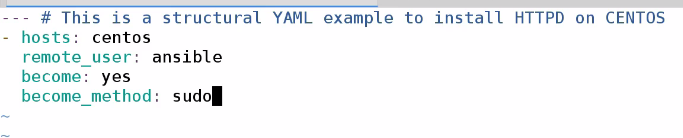 --- # This is a structural YAML example to install HTTPD on CENTOS
- hosts: centos
  remote_user: ansible
  become: yes
  become_method: sudo
~
~